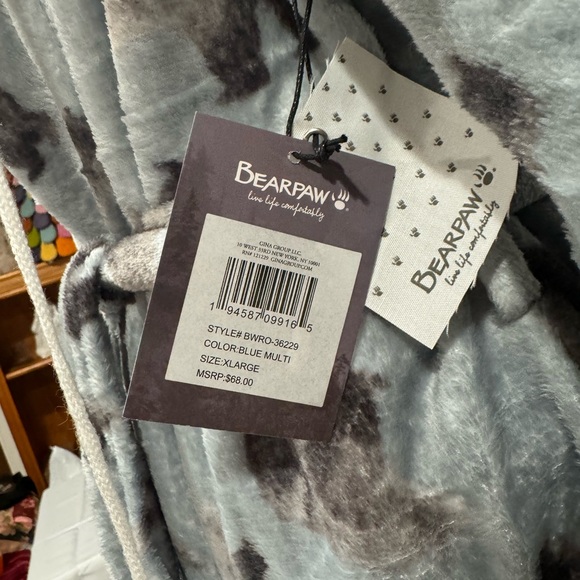 BEARPAW
live life comfortably
GINA GROUP LLC.
10 WEST 33RD NEW YORK, NY 10001
RN# 121129 GINAGROUP.COM
1 94587 09916 5
STYLE# BWRO-36229
COLOR:BLUE MULTI
SIZE:XLARGE
MSRP:$68.00
BEARPAW
live life comfortably